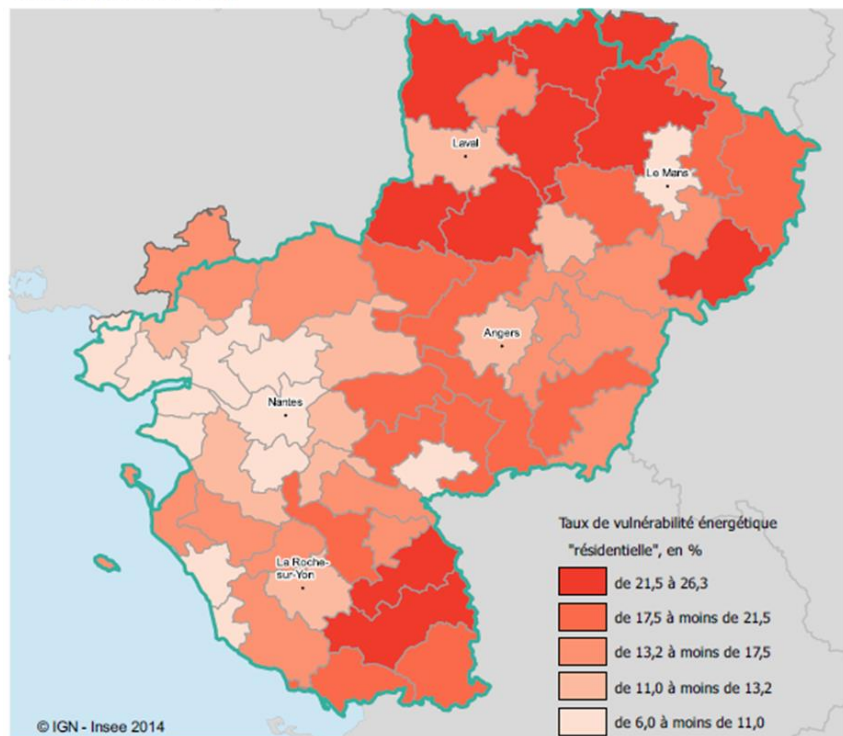 Laval
Le Mans
Angers
Nantes
La Roche-
sur-Yon
Taux de vulnérabilité énergétique
"résidentielle", en %
de 21,5 à 26,3
de 17,5 à moins de 21,5
de 13,2 à moins de 17,5
de 11,0 à moins de 13,2
de 6,0 à moins de 11,0
© IGN - Insee 2014